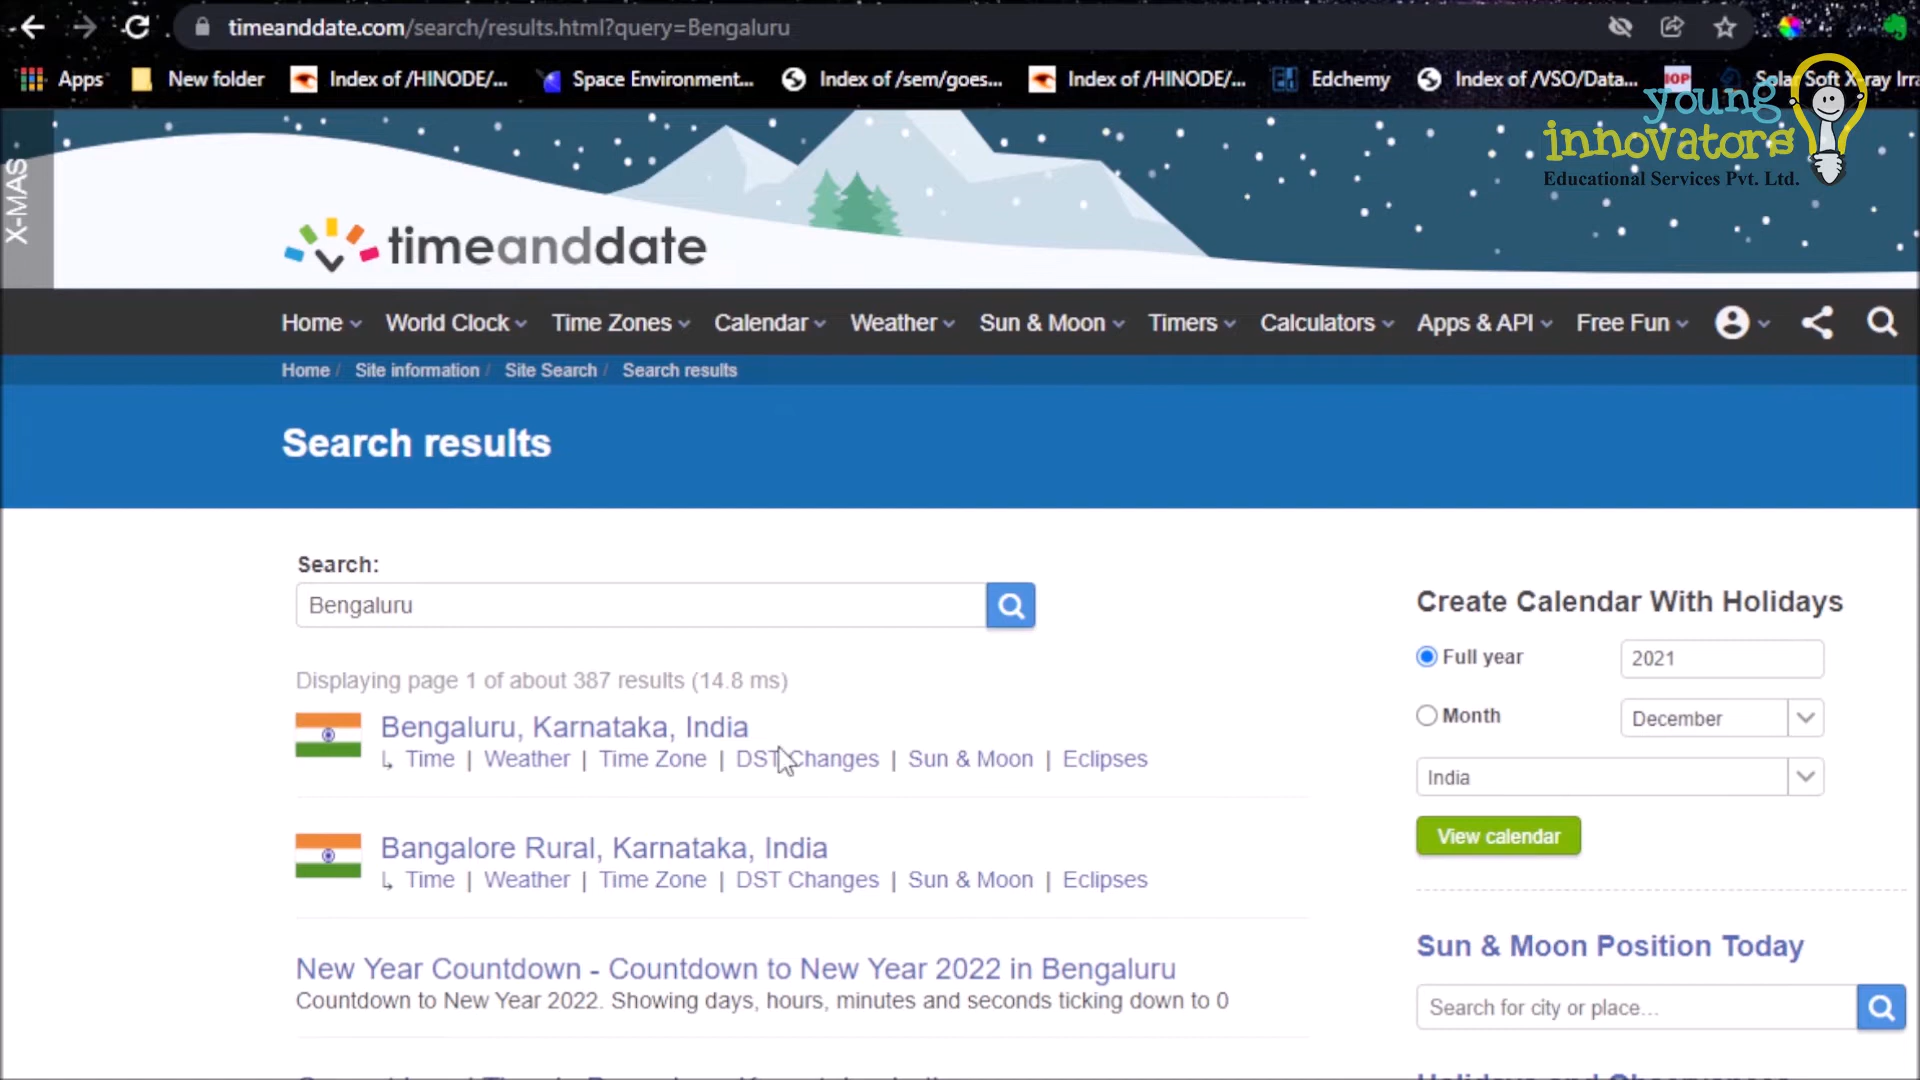 timeanddate.com/search/results.html?query=Bengaluru
Apps New folder Index of /HINODE/... Space Environment... Index of /sem/goes... Index of /HINODE/... Edchemy Index of /VSO/Data... IOP Solar Soft X-ray Irra
young
innovators
Educational Services Pvt. Ltd.
X-MAS
timeanddate
Home World Clock Time Zones Calendar Weather Sun & Moon Timers Calculators Apps & API Free Fun
Home / Site information / Site Search / Search results
Search results
Search:
Bengaluru
Displaying page 1 of about 387 results (14.8 ms)
Bengaluru, Karnataka, India
↳ Time | Weather | Time Zone | DST Changes | Sun & Moon | Eclipses
Bangalore Rural, Karnataka, India
↳ Time | Weather | Time Zone | DST Changes | Sun & Moon | Eclipses
New Year Countdown - Countdown to New Year 2022 in Bengaluru
Countdown to New Year 2022. Showing days, hours, minutes and seconds ticking down to 0
Create Calendar With Holidays
Full year 2021
Month December
India
View calendar
Sun & Moon Position Today
Search for city or place...